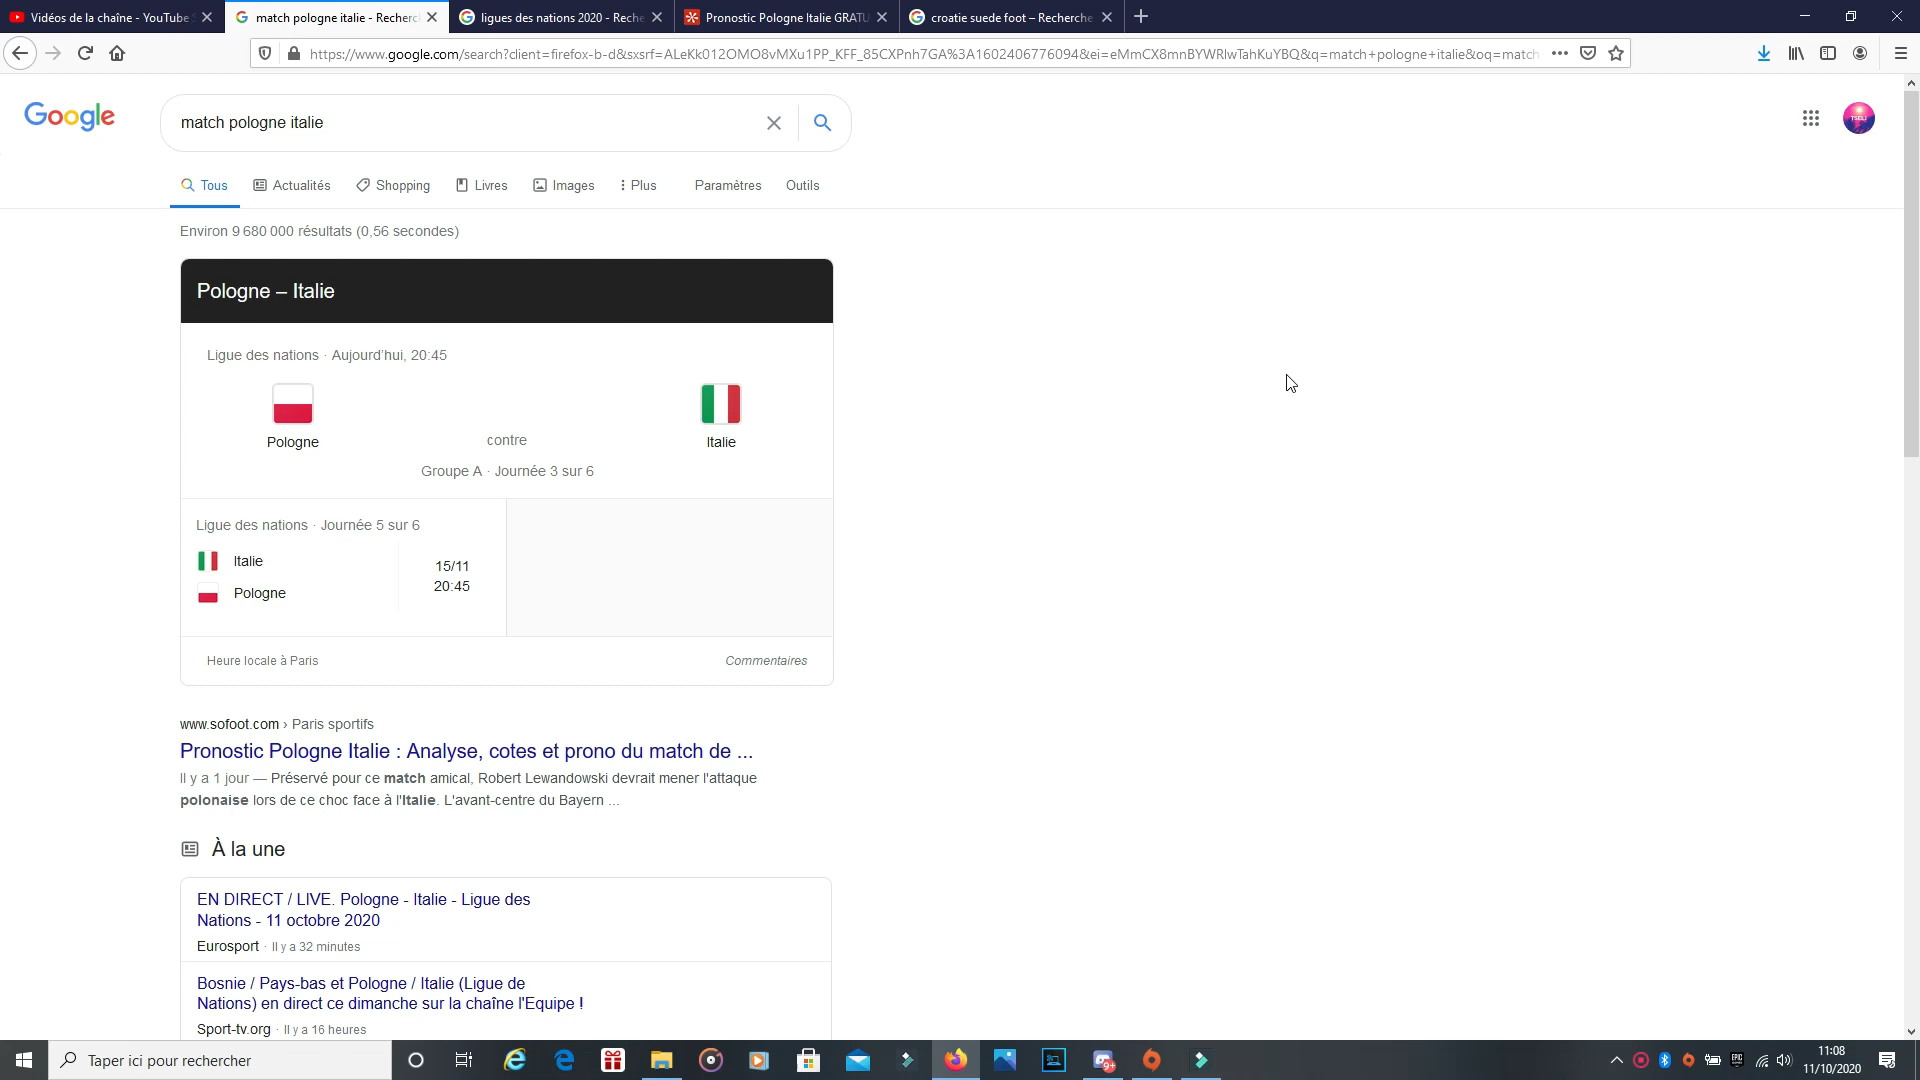 Vidéos de la chaîne - YouTube S
match pologne italie - Recherc
ligues des nations 2020 - Reche
Pronostic Pologne Italie GRATU
croatie suede foot – Recherche
https://www.google.com/search?client=firefox-b-d&sxsrf=ALeKk012OMO8vMXu1PP_KFF_85CXPnh7GA%3A1602406776094&ei=eMmCX8mnBYWRlwTahKuYBQ&q=match+pologne+italie&oq=match
Google
match pologne italie
TSELI
Tous
Actualités
Shopping
Livres
Images
Plus
Paramètres
Outils
Environ 9 680 000 résultats (0,56 secondes)
Pologne – Italie
Ligue des nations · Aujourd'hui, 20:45
Pologne
contre
Italie
Groupe A · Journée 3 sur 6
Ligue des nations · Journée 5 sur 6
Italie
Pologne
15/11
20:45
Heure locale à Paris
Commentaires
www.sofoot.com › Paris sportifs
Pronostic Pologne Italie : Analyse, cotes et prono du match de ...
Il y a 1 jour — Préservé pour ce match amical, Robert Lewandowski devrait mener l'attaque
polonaise lors de ce choc face à l'Italie. L'avant-centre du Bayern ...
À la une
EN DIRECT / LIVE. Pologne - Italie - Ligue des
Nations - 11 octobre 2020
Eurosport · Il y a 32 minutes
Bosnie / Pays-bas et Pologne / Italie (Ligue de
Nations) en direct ce dimanche sur la chaîne l'Equipe !
Sport-tv.org · Il y a 16 heures
Taper ici pour rechercher
9+
EPIC
11:08
11/10/2020